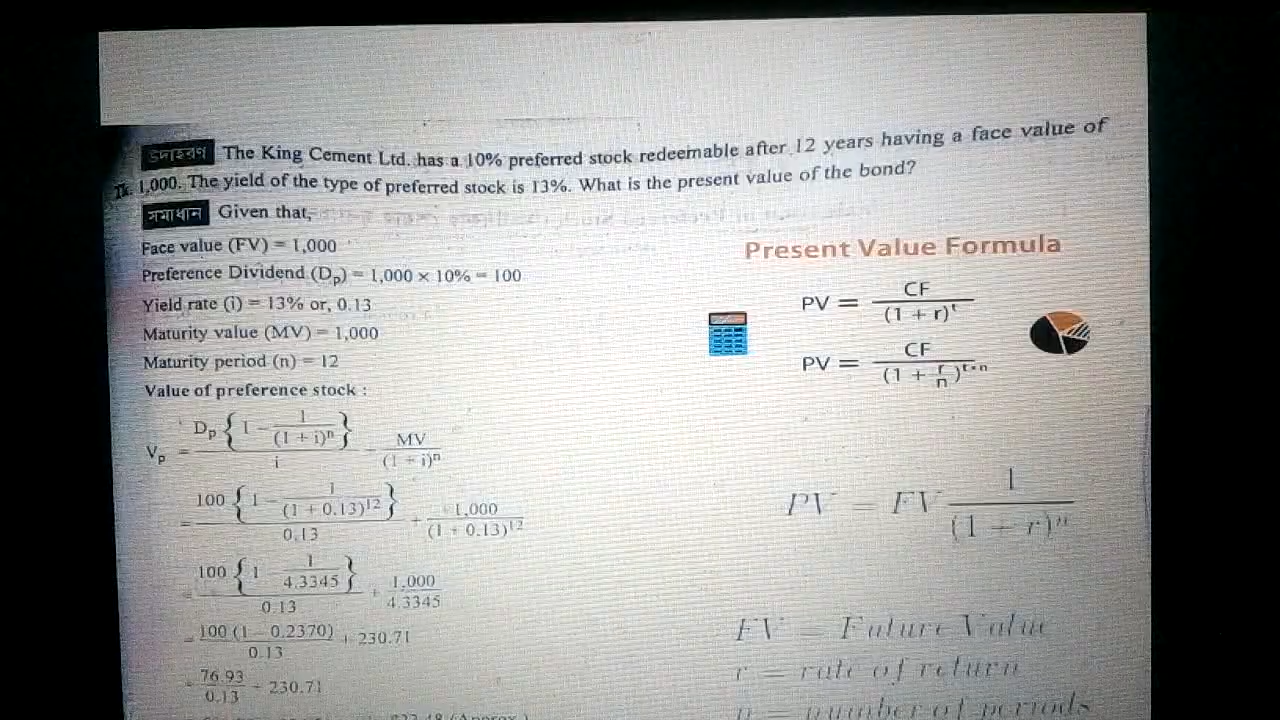 উদাহরণ The King Cement Ltd. has a 10% preferred stock redeemable after 12 years having a face value of
Tk. 1,000. The yield of the type of preferred stock is 13%. What is the present value of the bond?
সমাধান Given that,
Face value (FV) = 1,000
Preference Dividend (Dp) = 1,000 × 10% = 100
Yield rate (i) = 13% or, 0.13
Maturity value (MV) = 1,000
Maturity period (n) = 12
Value of preference stock :
Vp = Dp {1 - 1/(1 + i)^n} / i + MV/(1 + i)^n
= 100 {1 - 1/(1 + 0.13)^12} / 0.13 + 1,000/(1 + 0.13)^12
= 100 {1 - 1/4.3345} / 0.13 + 1,000/4.3345
= 100 (1 - 0.2370) / 0.13 + 230.71
= 76.93/0.13 + 230.71
(Approx.)
Present Value Formula
PV = CF/(1 + r)^t
PV = CF/(1 + r/n)^t*n
PV = FV 1/(1 + r)^n
FV = Future Value
r = rate of return
n = number of periods